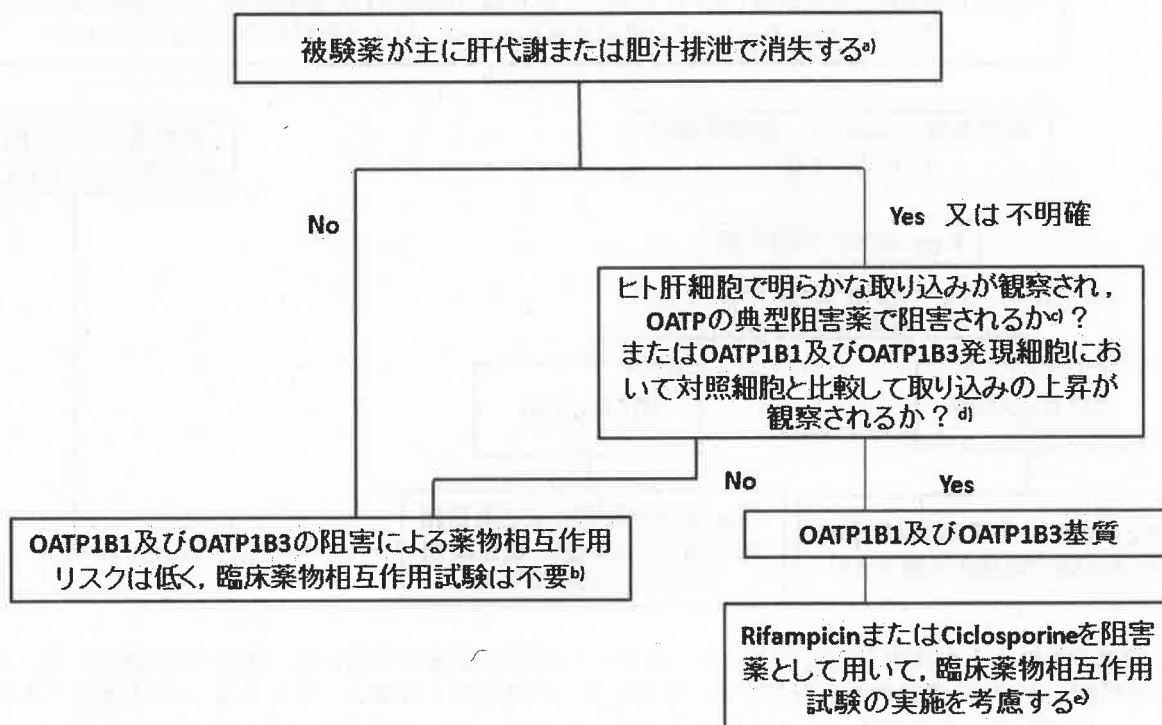 被験薬が主に肝代謝または胆汁排泄で消失するa)
No
Yes 又は 不明確
ヒト肝細胞で明らかな取り込みが観察され,
OATPの典型阻害薬で阻害されるかc)?
またはOATP1B1及びOATP1B3発現細胞にお
いて対照細胞と比較して取り込みの上昇が
観察されるか?d)
No
Yes
OATP1B1及びOATP1B3の阻害による薬物相互作用
リスクは低く, 臨床薬物相互作用試験は不要b)
OATP1B1及びOATP1B3基質
RifampicinまたはCiclosporineを阻害
薬として用いて, 臨床薬物相互作用
試験の実施を考慮するe)